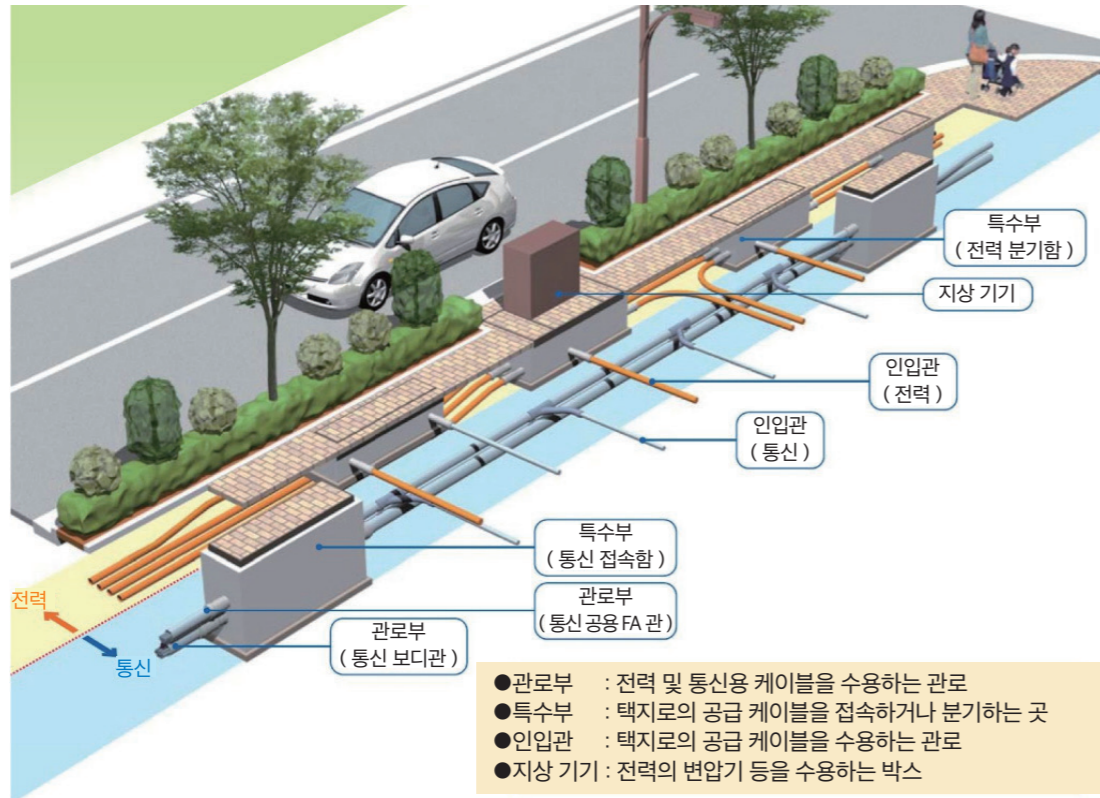 특수부
( 전력 분기함 )
지상 기기
인입관
( 전력 )
인입관
( 통신 )
특수부
( 통신 접속함 )
관로부
( 통신 공용 FA 관 )
관로부
( 통신 보디관 )
전력
통신
●관로부 : 전력 및 통신용 케이블을 수용하는 관로
●특수부 : 택지로의 공급 케이블을 접속하거나 분기하는 곳
●인입관 : 택지로의 공급 케이블을 수용하는 관로
●지상 기기 : 전력의 변압기 등을 수용하는 박스